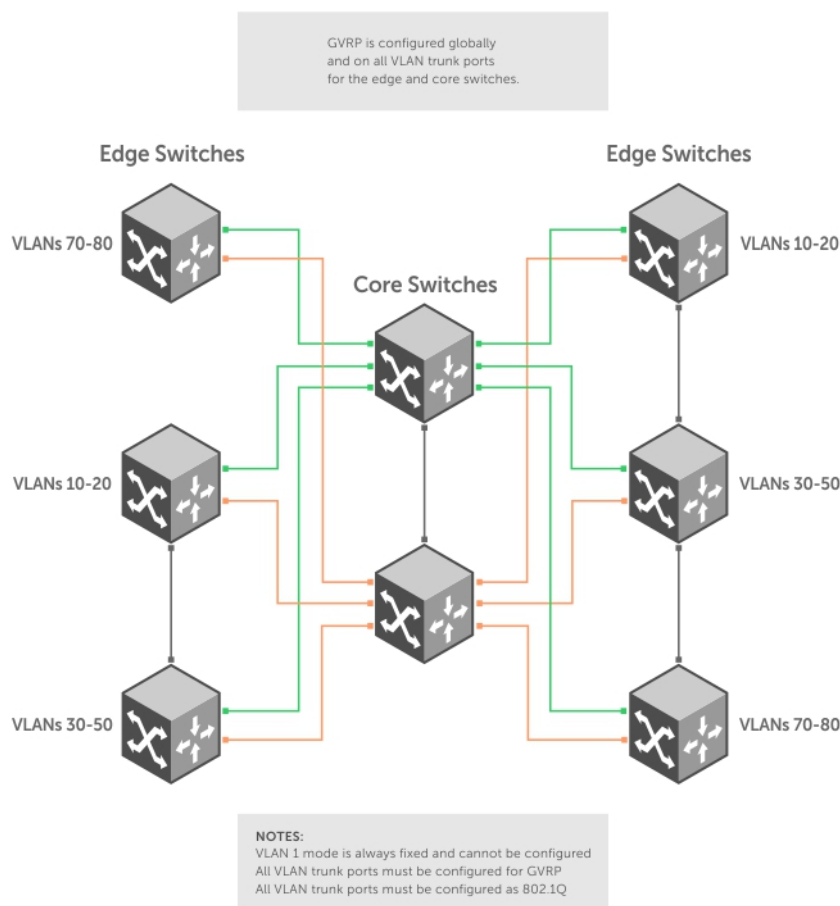 GVRP is configured globally
and on all VLAN trunk ports
for the edge and core switches.
Edge Switches
Edge Switches
VLANs 70-80
VLANs 10-20
Core Switches
VLANs 10-20
VLANs 30-50
VLANs 30-50
VLANs 70-80
NOTES:
VLAN 1 mode is always fixed and cannot be configured
All VLAN trunk ports must be configured for GVRP
All VLAN trunk ports must be configured as 802.1Q